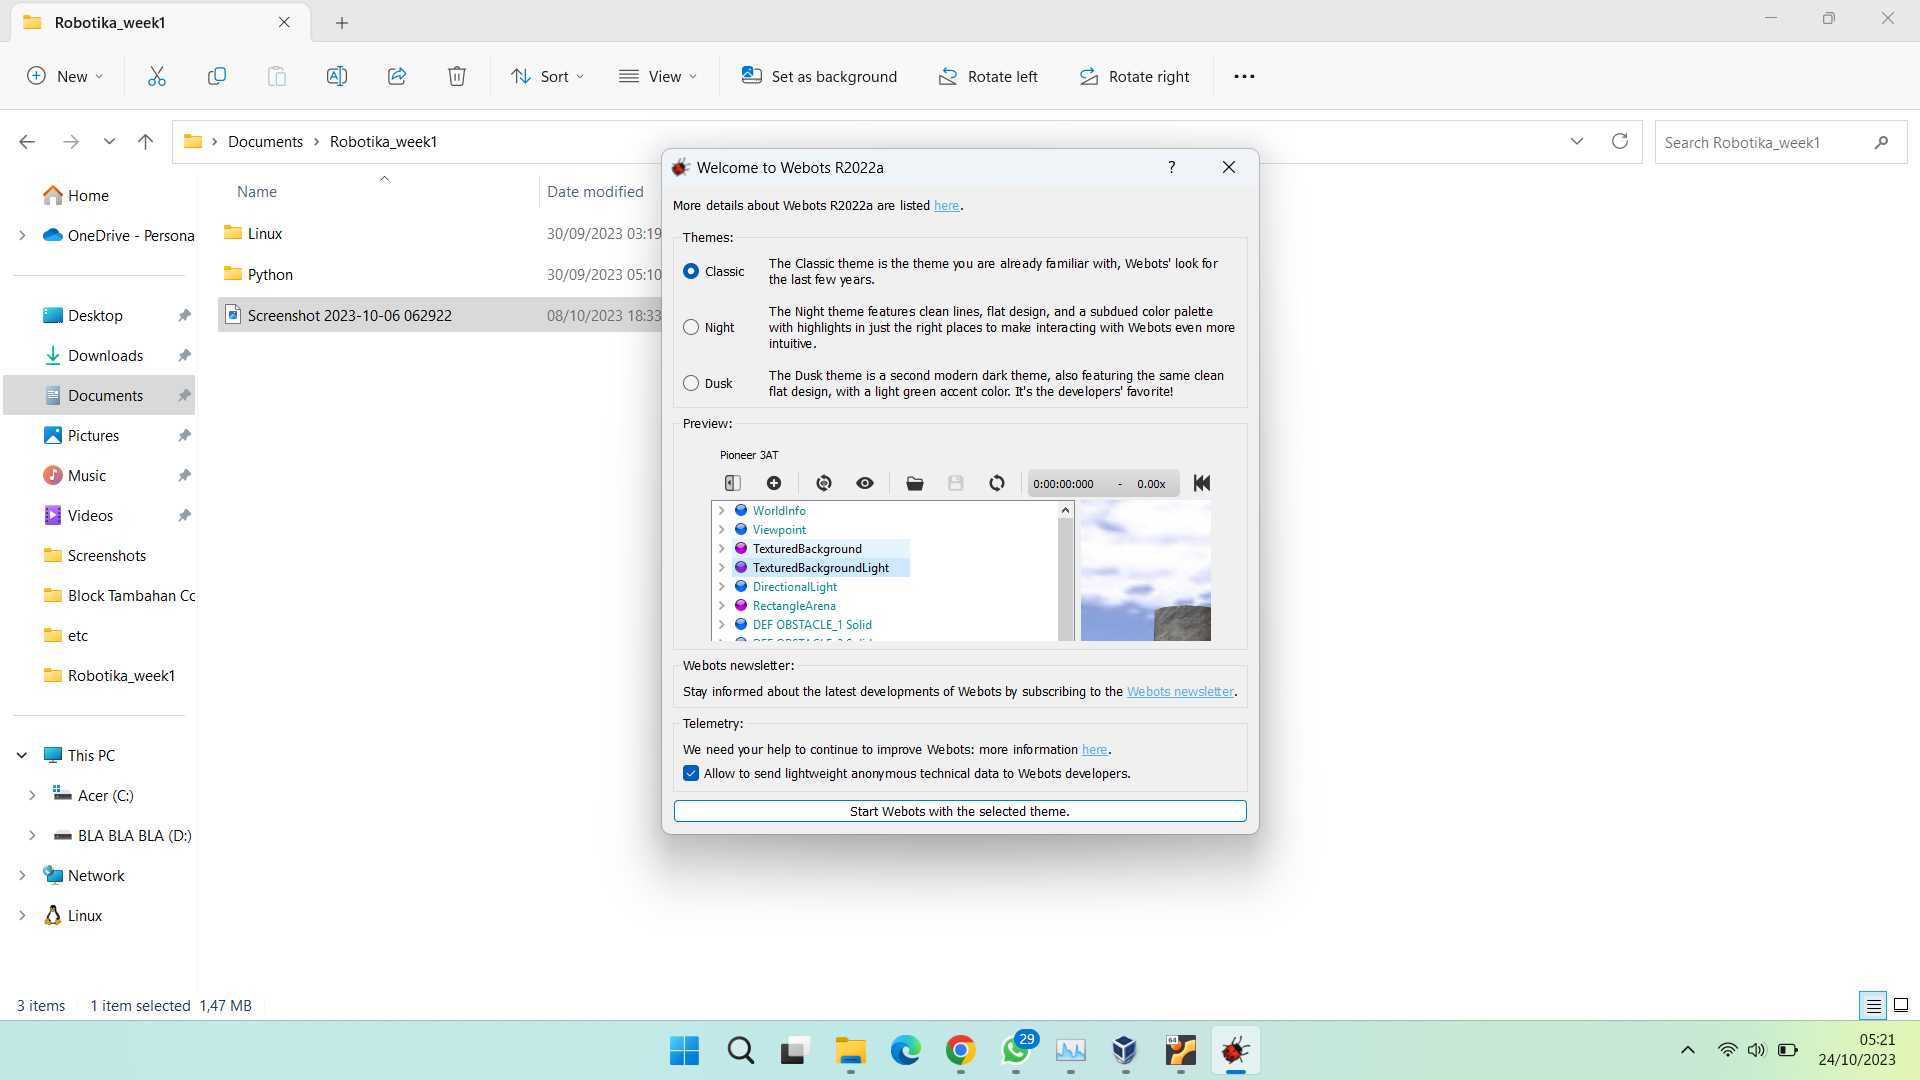 Robotika_week1
New
Sort
View
Set as background
Rotate left
Rotate right
Documents
Robotika_week1
Search Robotika_week1
Home
OneDrive - Persona
Desktop
Downloads
Documents
Pictures
Music
Videos
Screenshots
Block Tambahan Cc
etc
Robotika_week1
This PC
Acer (C:)
BLA BLA BLA (D:)
Network
Linux
Name
Date modified
Linux
30/09/2023 03:19
Python
30/09/2023 05:10
Screenshot 2023-10-06 062922
08/10/2023 18:33
Welcome to Webots R2022a
?
More details about Webots R2022a are listed here.
Themes:
Classic
The Classic theme is the theme you are already familiar with, Webots' look for
the last few years.
Night
The Night theme features clean lines, flat design, and a subdued color palette
with highlights in just the right places to make interacting with Webots even more
intuitive.
Dusk
The Dusk theme is a second modern dark theme, also featuring the same clean
flat design, with a light green accent color. It's the developers' favorite!
Preview:
Pioneer 3AT
0:00:00:000 - 0.00x
WorldInfo
Viewpoint
TexturedBackground
TexturedBackgroundLight
DirectionalLight
RectangleArena
DEF OBSTACLE_1 Solid
Webots newsletter:
Stay informed about the latest developments of Webots by subscribing to the Webots newsletter.
Telemetry:
We need your help to continue to improve Webots: more information here.
Allow to send lightweight anonymous technical data to Webots developers.
Start Webots with the selected theme.
3 items
1 item selected 1,47 MB
29
64
05:21
24/10/2023